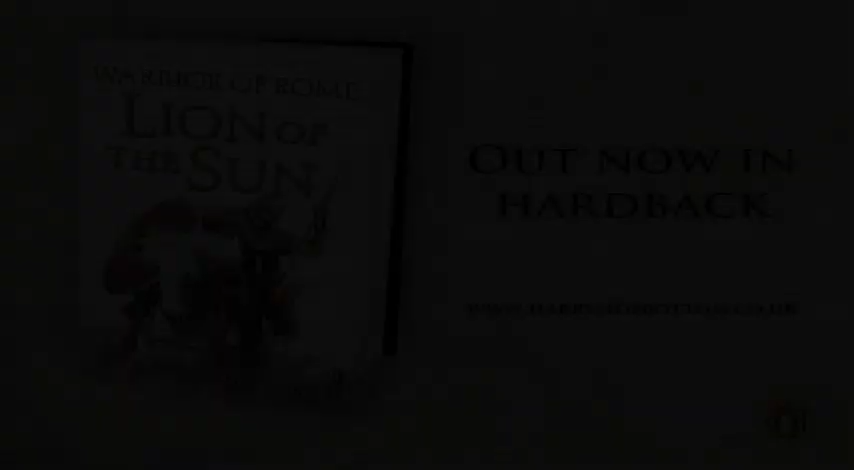 WARRIOR OF ROME
LION OF
THE SUN
OUT NOW IN
HARDBACK